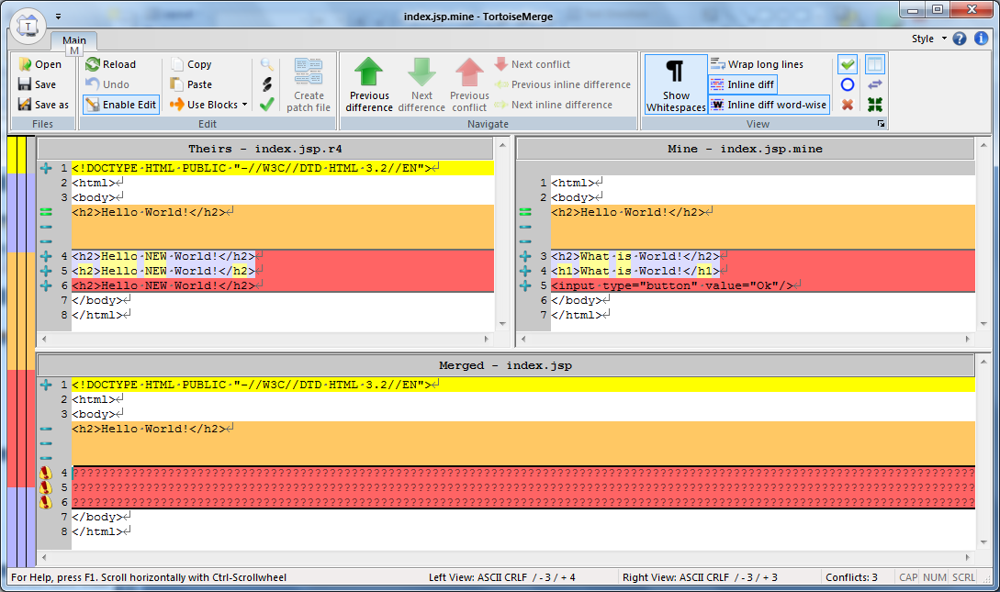 index.jsp.mine - TortoiseMerge
T
Main
M
Style
Open
Save
Save as
Files
Reload
Undo
Enable Edit
Copy
Paste
Use Blocks
Create
patch file
Edit
Previous
difference
Next
difference
Previous
conflict
Next conflict
Previous inline difference
Next inline difference
Navigate
Show
Whitespaces
Wrap long lines
Inline diff
Inline diff word-wise
View
Theirs - index.jsp.r4
1 <!DOCTYPE·HTML·PUBLIC·"-//W3C//DTD·HTML·3.2//EN">↵
2 <html>↵
3 <body>↵
<h2>Hello·World!</h2>↵
4 <h2>Hello·NEW·World!</h2>↵
5 <h2>Hello·NEW·World!</h2>↵
6 <h2>Hello·NEW·World!</h2>↵
7 </body>↵
8 </html>↵
Mine - index.jsp.mine
1 <html>↵
2 <body>↵
<h2>Hello·World!</h2>↵
3 <h2>What·is·World!</h2>↵
4 <h1>What·is·World!</h1>↵
5 <input·type="button"·value="Ok"/>↵
6 </body>↵
7 </html>↵
Merged - index.jsp
1 <!DOCTYPE·HTML·PUBLIC·"-//W3C//DTD·HTML·3.2//EN">↵
2 <html>↵
3 <body>↵
<h2>Hello·World!</h2>↵
4 ???????????????????????????????????????????????????????????????????????????????????????????????????????????????????????????
5 ???????????????????????????????????????????????????????????????????????????????????????????????????????????????????????????
6 ???????????????????????????????????????????????????????????????????????????????????????????????????????????????????????????
7 </body>↵
8 </html>↵
For Help, press F1. Scroll horizontally with Ctrl-Scrollwheel
Left View: ASCII CRLF / - 3 / + 4
Right View: ASCII CRLF / - 3 / + 3
Conflicts: 3
CAP NUM SCRL